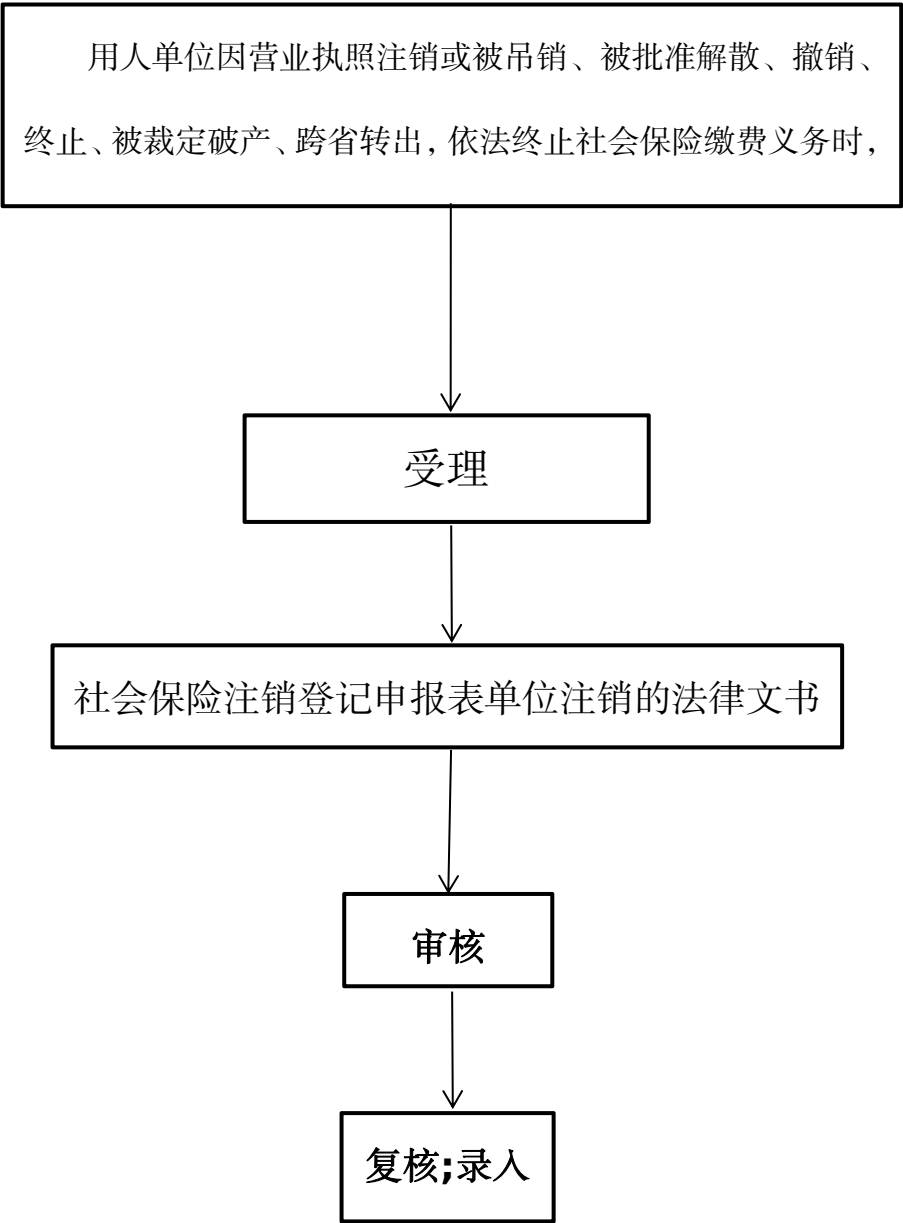 用人单位因营业执照注销或被吊销、被批准解散、撤销、
终止、被裁定破产、跨省转出，依法终止社会保险缴费义务时，
受理
社会保险注销登记申报表单位注销的法律文书
审核
复核;录入